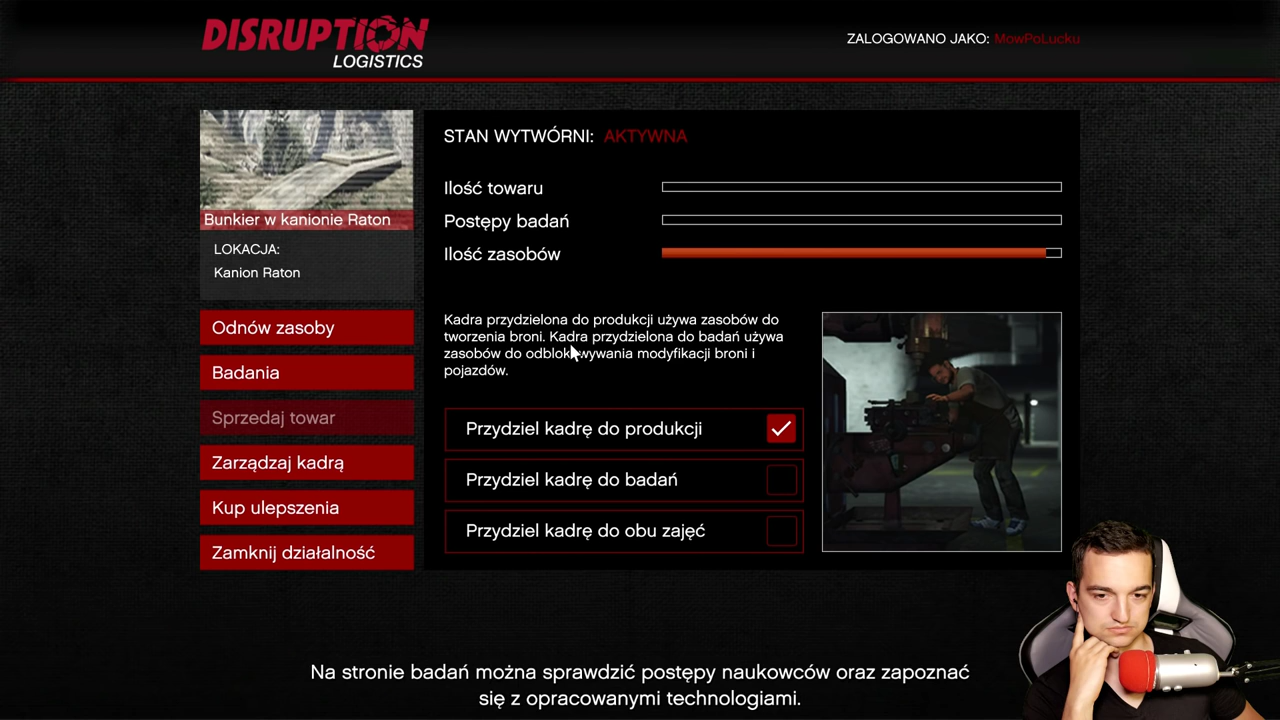 DISRUPTION
LOGISTICS
ZALOGOWANO JAKO: MowPoLucku
Bunkier w kanionie Raton
LOKACJA:
Kanion Raton
Odnów zasoby
Badania
Sprzedaj towar
Zarządzaj kadrą
Kup ulepszenia
Zamknij działalność
STAN WYTWÓRNI: AKTYWNA
Ilość towaru
Postępy badań
Ilość zasobów
Kadra przydzielona do produkcji używa zasobów do
tworzenia broni. Kadra przydzielona do badań używa
zasobów do odblokowywania modyfikacji broni i
pojazdów.
Przydziel kadrę do produkcji
Przydziel kadrę do badań
Przydziel kadrę do obu zajęć
Na stronie badań można sprawdzić postępy naukowców oraz zapoznać
się z opracowanymi technologiami.